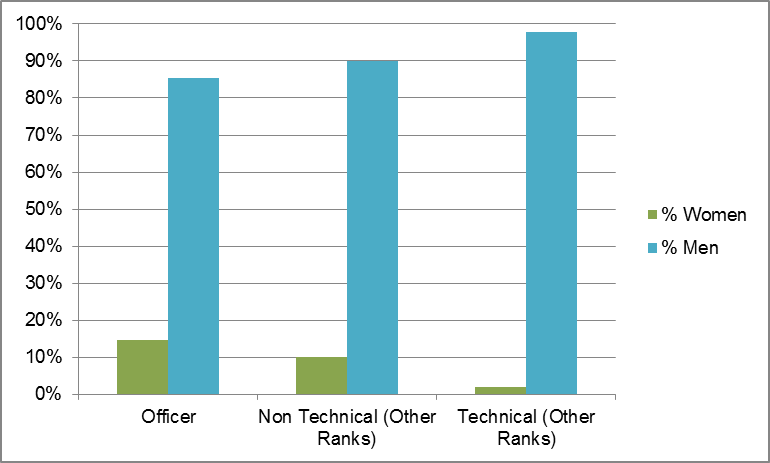 100%
90%
80%
70%
60%
50%
40%
30%
20%
10%
0%
Officer
Non Technical (Other
Ranks)
Technical (Other
Ranks)
% Women
% Men